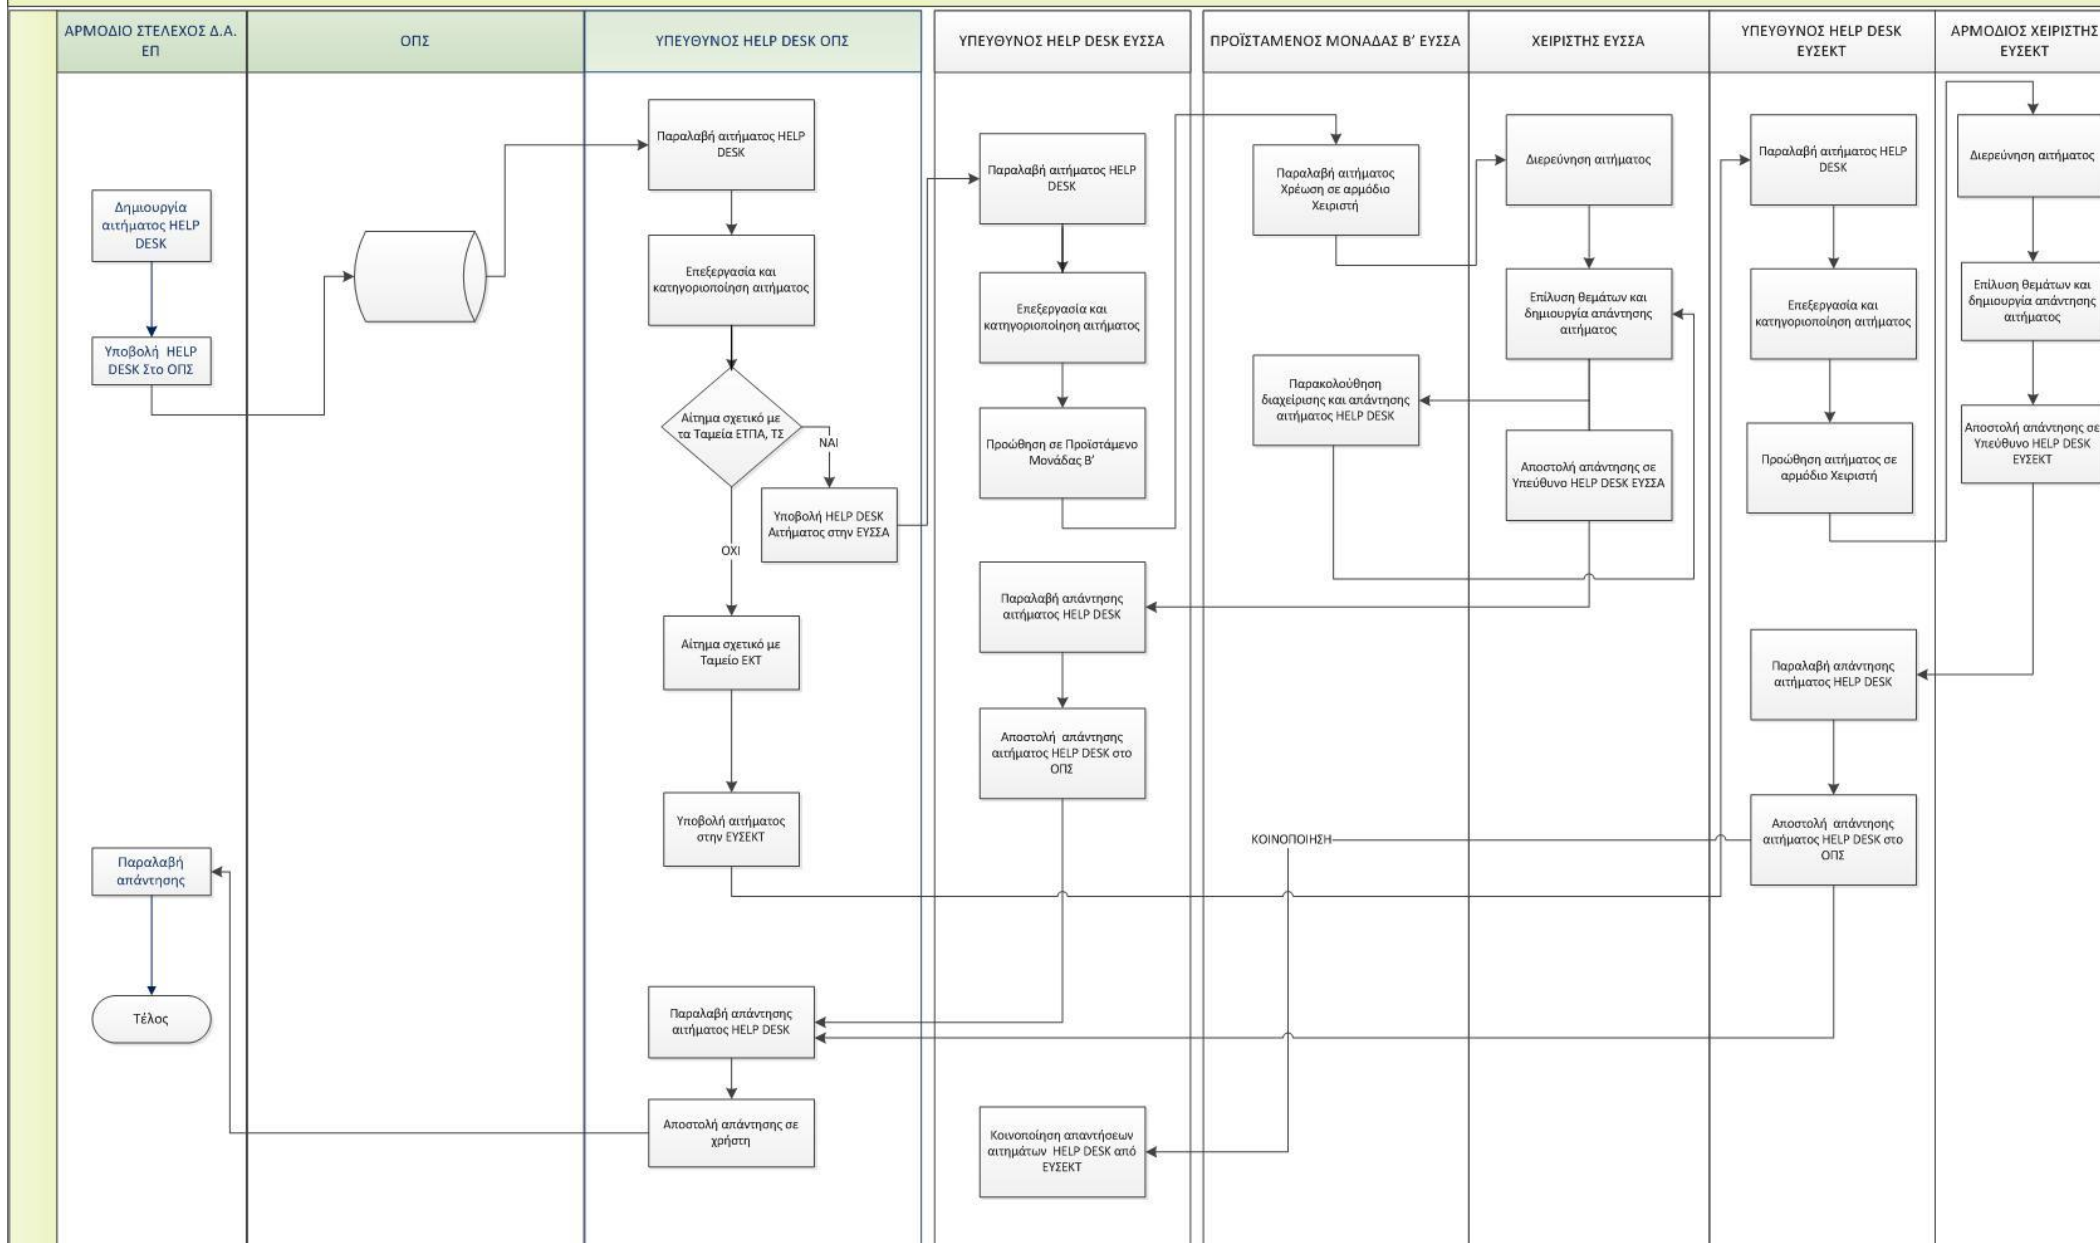 ΑΡΜΟΔΙΟ ΣΤΕΛΕΧΟΣ Δ.Α.
ΕΠ
ΟΠΣ
ΥΠΕΥΘΥΝΟΣ HELP DESK ΟΠΣ
ΥΠΕΥΘΥΝΟΣ HELP DESK ΕΥΣΣΑ
ΠΡΟΪΣΤΑΜΕΝΟΣ ΜΟΝΑΔΑΣ Β’ ΕΥΣΣΑ
ΧΕΙΡΙΣΤΗΣ ΕΥΣΣΑ
ΥΠΕΥΘΥΝΟΣ HELP DESK
ΕΥΣΕΚΤ
ΑΡΜΟΔΙΟΣ ΧΕΙΡΙΣΤΗΣ
ΕΥΣΕΚΤ
Δημιουργία
αιτήματος HELP
DESK
Υποβολή HELP
DESK Στο ΟΠΣ
Παραλαβή
απάντησης
Τέλος
Παραλαβή αιτήματος HELP
DESK
Επεξεργασία και
κατηγοριοποίηση αιτήματος
Αίτημα σχετικό με
τα Ταμεία ΕΤΠΑ, ΤΣ
ΝΑΙ
Υποβολή HELP DESK
Αιτήματος στην ΕΥΣΣΑ
ΟΧΙ
Αίτημα σχετικό με
Ταμείο ΕΚΤ
Υποβολή αιτήματος
στην ΕΥΣΕΚΤ
Παραλαβή απάντησης
αιτήματος HELP DESK
Αποστολή απάντησης σε
χρήστη
Παραλαβή αιτήματος HELP
DESK
Επεξεργασία και
κατηγοριοποίηση αιτήματος
Προώθηση σε Προϊστάμενο
Μονάδας Β’
Παραλαβή απάντησης
αιτήματος HELP DESK
Αποστολή απάντησης
αιτήματος HELP DESK στο
ΟΠΣ
Κοινοποίηση απαντήσεων
αιτημάτων HELP DESK από
ΕΥΣΕΚΤ
Παραλαβή αιτήματος
Χρέωση σε αρμόδιο
Χειριστή
Παρακολούθηση
διαχείρισης και απάντησης
αιτήματος HELP DESK
ΚΟΙΝΟΠΟΙΗΣΗ
Διερεύνηση αιτήματος
Επίλυση θεμάτων και
δημιουργία απάντησης
αιτήματος
Αποστολή απάντησης σε
Υπεύθυνο HELP DESK ΕΥΣΣΑ
Παραλαβή αιτήματος HELP
DESK
Επεξεργασία και
κατηγοριοποίηση αιτήματος
Προώθηση αιτήματος σε
αρμόδιο Χειριστή
Παραλαβή απάντησης
αιτήματος HELP DESK
Αποστολή απάντησης
αιτήματος HELP DESK στο
ΟΠΣ
Διερεύνηση αιτήματος
Επίλυση θεμάτων και
δημιουργία απάντησης
αιτήματος
Αποστολή απάντησης σε
Υπεύθυνο HELP DESK
ΕΥΣΕΚΤ